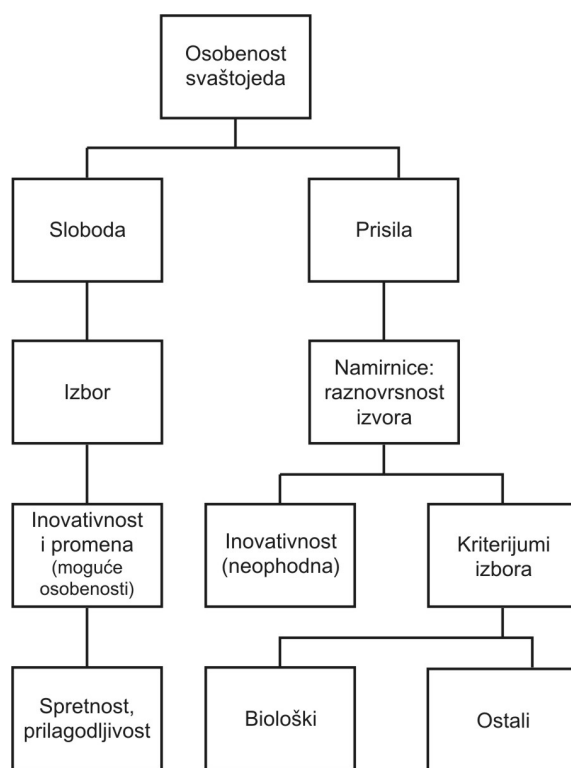 Osobenost
svaštojeda
Sloboda
Prisila
Izbor
Namirnice:
raznovrsnost
izvora
Inovativnost
i promena
(moguće
osobenosti)
Inovativnost
(neophodna)
Kriterijumi
izbora
Spretnost,
prilagodljivost
Biološki
Ostali